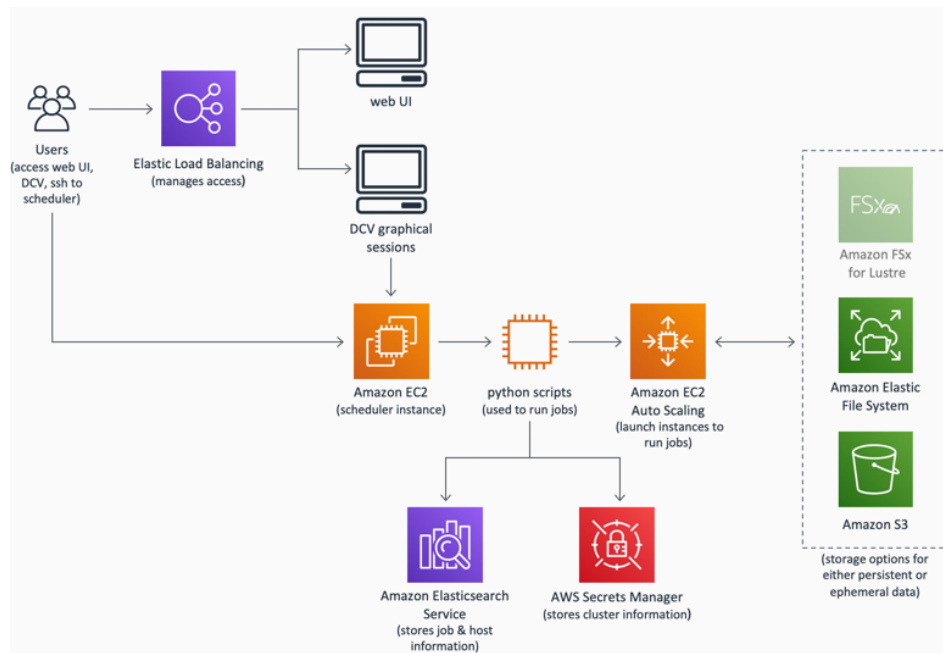 web UI
Users
(access web UI,
DCV, ssh to
scheduler)
Elastic Load Balancing
(manages access)
DCV graphical
sessions
FSx
Amazon FSx
for Lustre
Amazon EC2
(scheduler instance)
python scripts
(used to run jobs)
Amazon EC2
Auto Scaling
(launch instances to
run jobs)
Amazon Elastic
File System
Amazon S3
(storage options for
either persistent or
ephemeral data)
Amazon Elasticsearch
Service
(stores job & host
information)
AWS Secrets Manager
(stores cluster information)